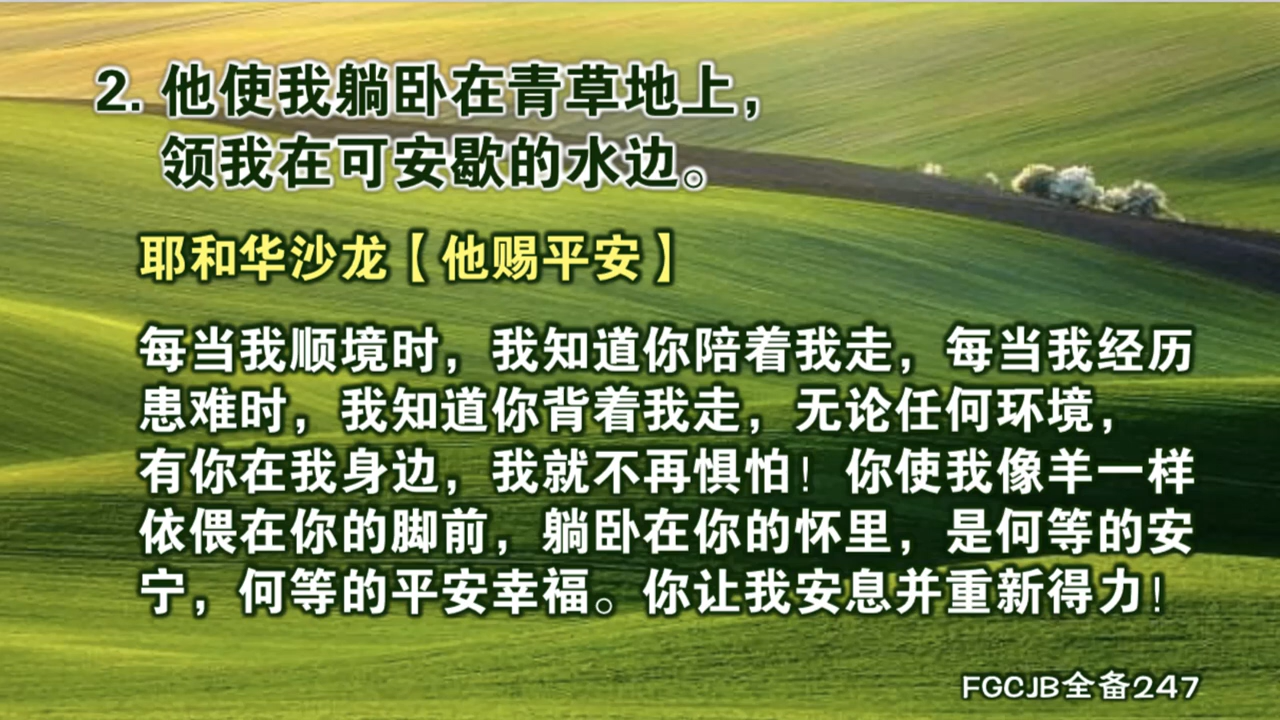 2. 他使我躺卧在青草地上，
领我在可安歇的水边。
耶和华沙龙【他赐平安】
每当我顺境时，我知道你陪着我走，每当我经历
患难时，我知道你背着我走，无论任何环境，
有你在我身边，我就不再惧怕！你使我像羊一样
依偎在你的脚前，躺卧在你的怀里，是何等的安
宁，何等的平安幸福。你让我安息并重新得力！
FGCJB全备247